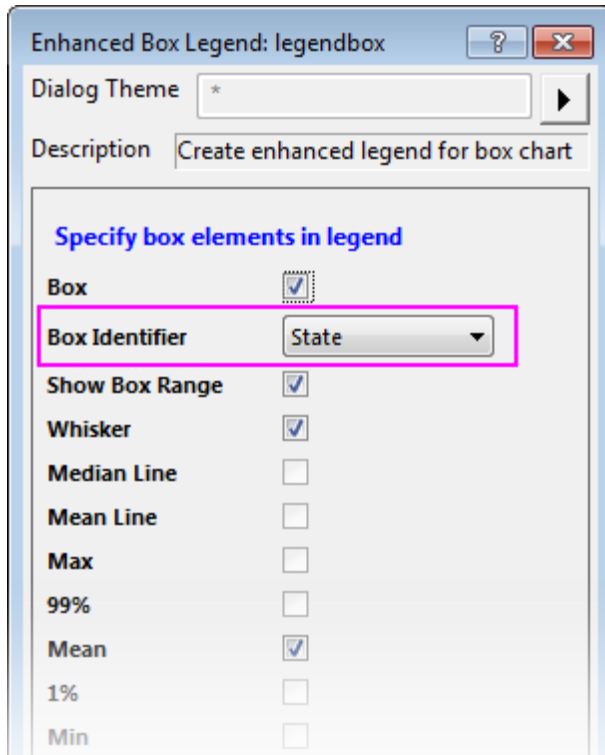 Enhanced Box Legend: legendbox ?
Dialog Theme *
Description Create enhanced legend for box chart
Specify box elements in legend
Box
Box Identifier State
Show Box Range
Whisker
Median Line
Mean Line
Max
99%
Mean
1%
Min